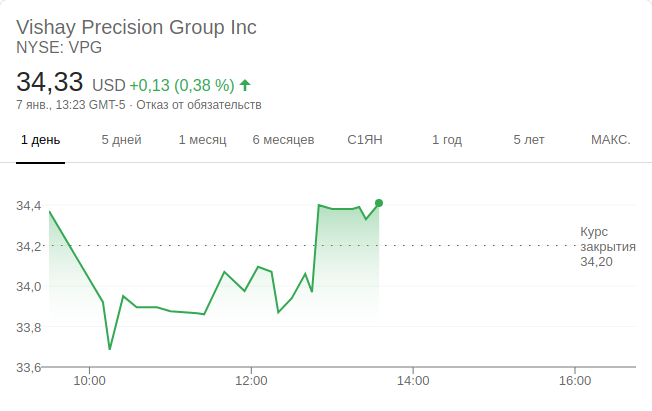 Vishay Precision Group Inc
NYSE: VPG
34,33 USD +0,13 (0,38 %)
7 янв., 13:23 GMT-5 · Отказ от обязательств
1 день 5 дней 1 месяц 6 месяцев С1ЯН 1 год 5 лет МАКС.
34,4
34,2
34,0
33,8
33,6
Курс
закрытия
34,20
10:00 12:00 14:00 16:00